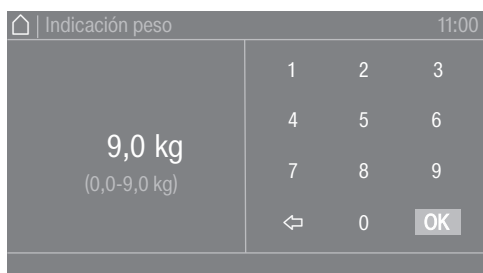 Indicación peso 11:00
9,0 kg
(0,0-9,0 kg)
1 2 3
4 5 6
7 8 9
0 OK